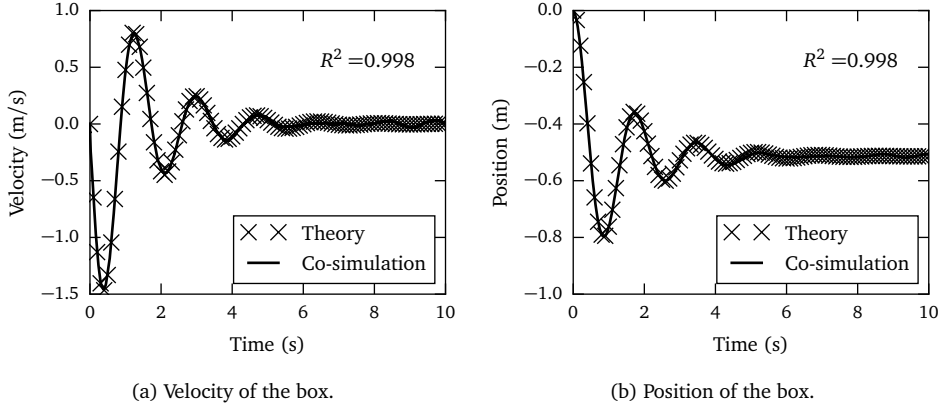 1.0
0.5
0.0
−0.5
−1.0
−1.5
Velocity (m/s)
R² =0.998
Theory
Co-simulation
0 2 4 6 8 10
Time (s)
(a) Velocity of the box.
0.0
−0.2
−0.4
−0.6
−0.8
−1.0
Position (m)
R² =0.998
Theory
Co-simulation
0 2 4 6 8 10
Time (s)
(b) Position of the box.